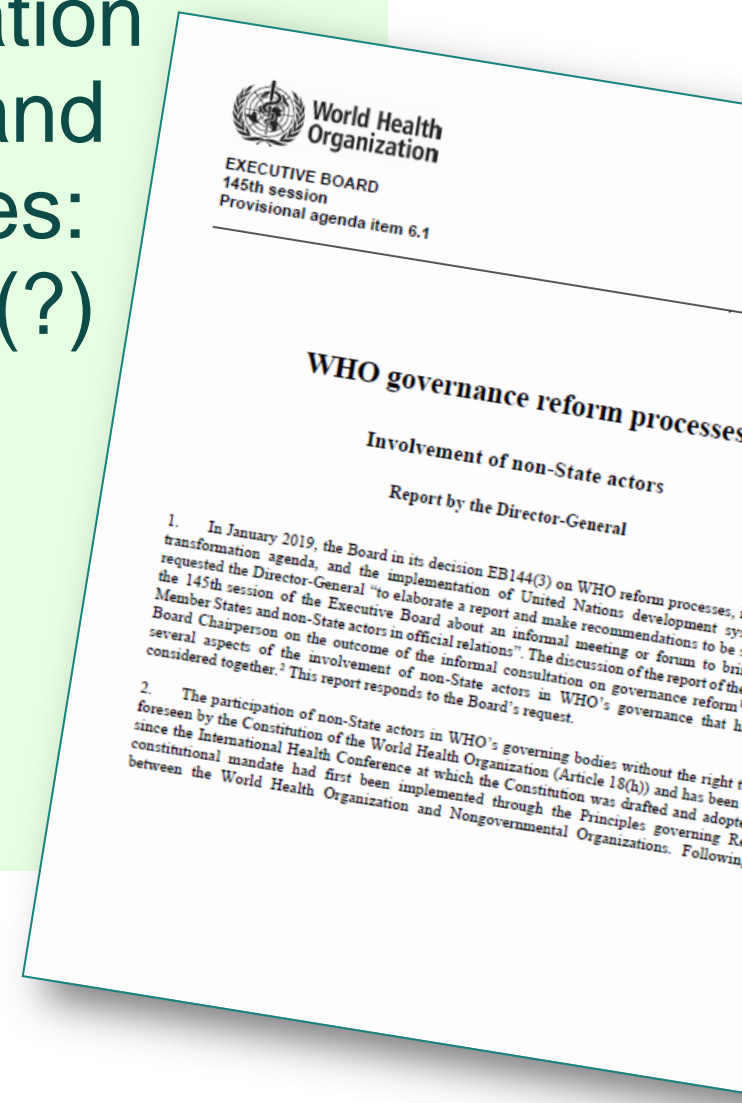 ation
and
es:
(?)
World Health
Organization
EXECUTIVE BOARD
145th session
Provisional agenda item 6.1
WHO governance reform processes
Involvement of non-State actors
Report by the Director-General
1. In January 2019, the Board in its decision EB144(3) on WHO reform processes,
transformation agenda, and the implementation of United Nations development sys
requested the Director-General “to elaborate a report and make recommendations to be s
the 145th session of the Executive Board about an informal meeting or forum to brin
Member States and non-State actors in official relations”. The discussion of the report of the
Board Chairperson on the outcome of the informal consultation on governance reform¹
several aspects of the involvement of non-State actors in WHO’s governance that h
considered together.² This report responds to the Board’s request.
2. The participation of non-State actors in WHO’s governing bodies without the right t
foreseen by the Constitution of the World Health Organization (Article 18(h)) and has been
since the International Health Conference at which the Constitution was drafted and adopte
constitutional mandate had first been implemented through the Principles governing Re
between the World Health Organization and Nongovernmental Organizations. Following